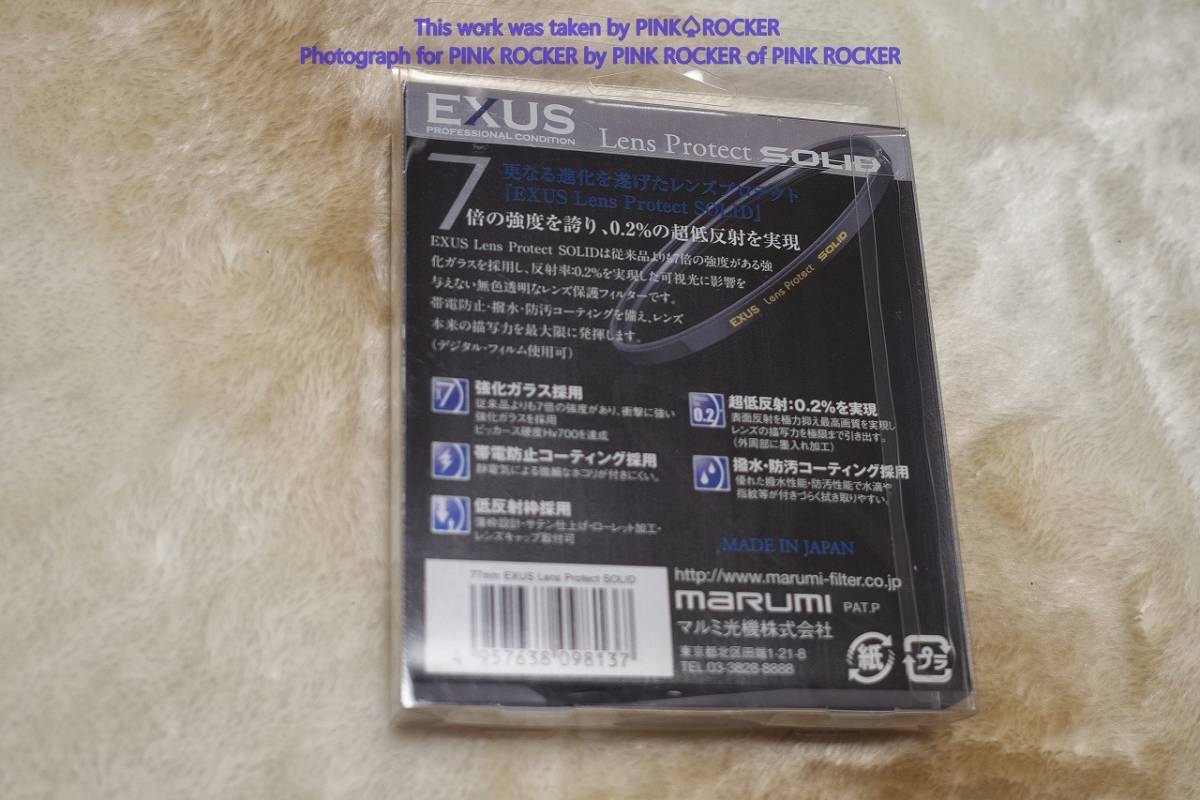 This work was taken by PINK♤ROCKER
Photograph for PINK ROCKER by PINK ROCKER of PINK ROCKER
EXUS
PROFESSIONAL CONDITION
Lens Protect SOLID
更なる進化を遂げたレンズプロテクト
「EXUS Lens Protect SOLID」
7倍の強度を誇り、0.2%の超低反射を実現
EXUS Lens Protect SOLIDは従来品よりも7倍の強度がある強
化ガラスを採用し、反射率:0.2%を実現した可視光に影響を
与えない無色透明なレンズ保護フィルターです。
帯電防止・撥水・防汚コーティングを備え、レンズ
本来の描写力を最大限に発揮します。
(デジタル・フィルム使用可)
EXUS Lens Protect SOLID
7
強化ガラス採用
従来品よりも7倍の強度があり、衝撃に強い
強化ガラスを採用
ビッカース硬度Hv700を達成
帯電防止コーティング採用
静電気による微細なホコリが付きにくい。
低反射枠採用
薄枠設計・サテン仕上げ・ローレット加工・
レンズキャップ取付可
0.2
超低反射:0.2%を実現
表面反射を極力抑え最高画質を実現し
レンズの描写力を極限まで引き出す。
(外周部に墨入れ加工)
撥水・防汚コーティング採用
優れた撥水性能・防汚性能で水滴や
指紋等が付きづらく拭き取りやすい。
MADE IN JAPAN
77mm EXUS Lens Protect SOLID
4 957638 098137
http://www.marumi-filter.co.jp
marumi PAT.P
マルミ光機株式会社
東京都北区田端1-21-8
TEL.03-3828-8888
紙
プラ